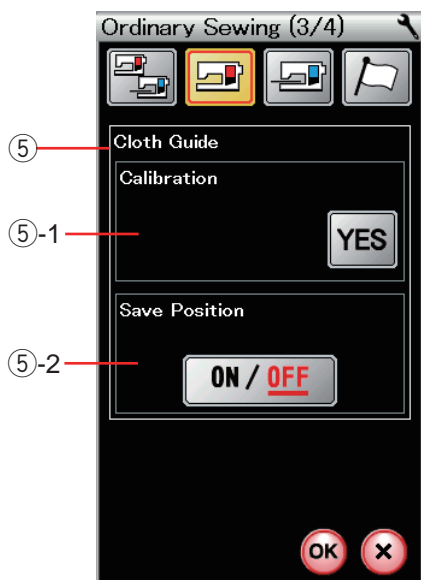 Ordinary Sewing (3/4)
⑤ Cloth Guide
Calibration
⑤-1
YES
Save Position
⑤-2
ON / OFF
OK ×